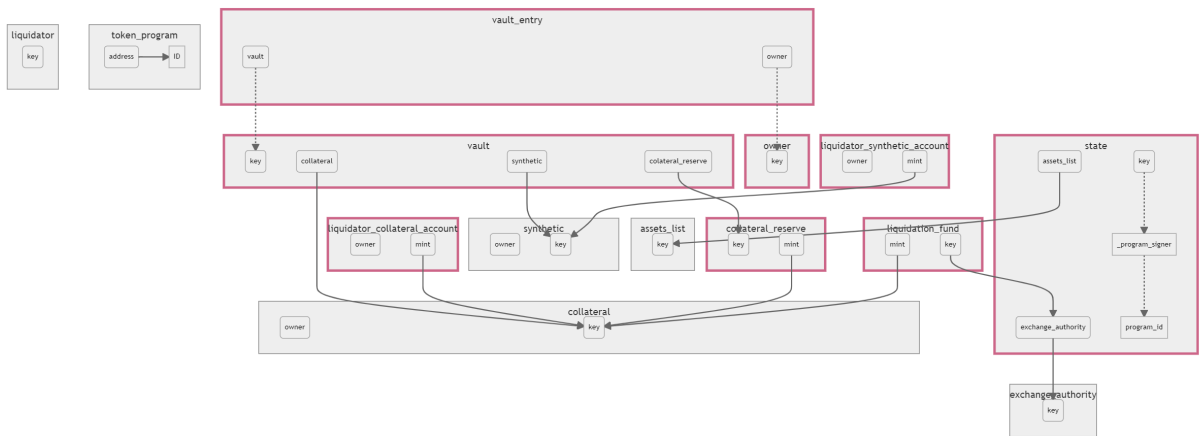 vault_entry
liquidator
token_program
key
address
ID
vault
owner
vault
owner
liquidator_synthetic_account
state
key
collateral
synthetic
colateral_reserve
key
owner
mint
assets_list
key
liquidator_collateral_account
synthetic
assets_list
collateral_reserve
liquidation_fund
owner
mint
owner
key
key
key
mint
mint
key
_program_signer
collateral
owner
key
exchange_authority
program_id
exchange_authority
key